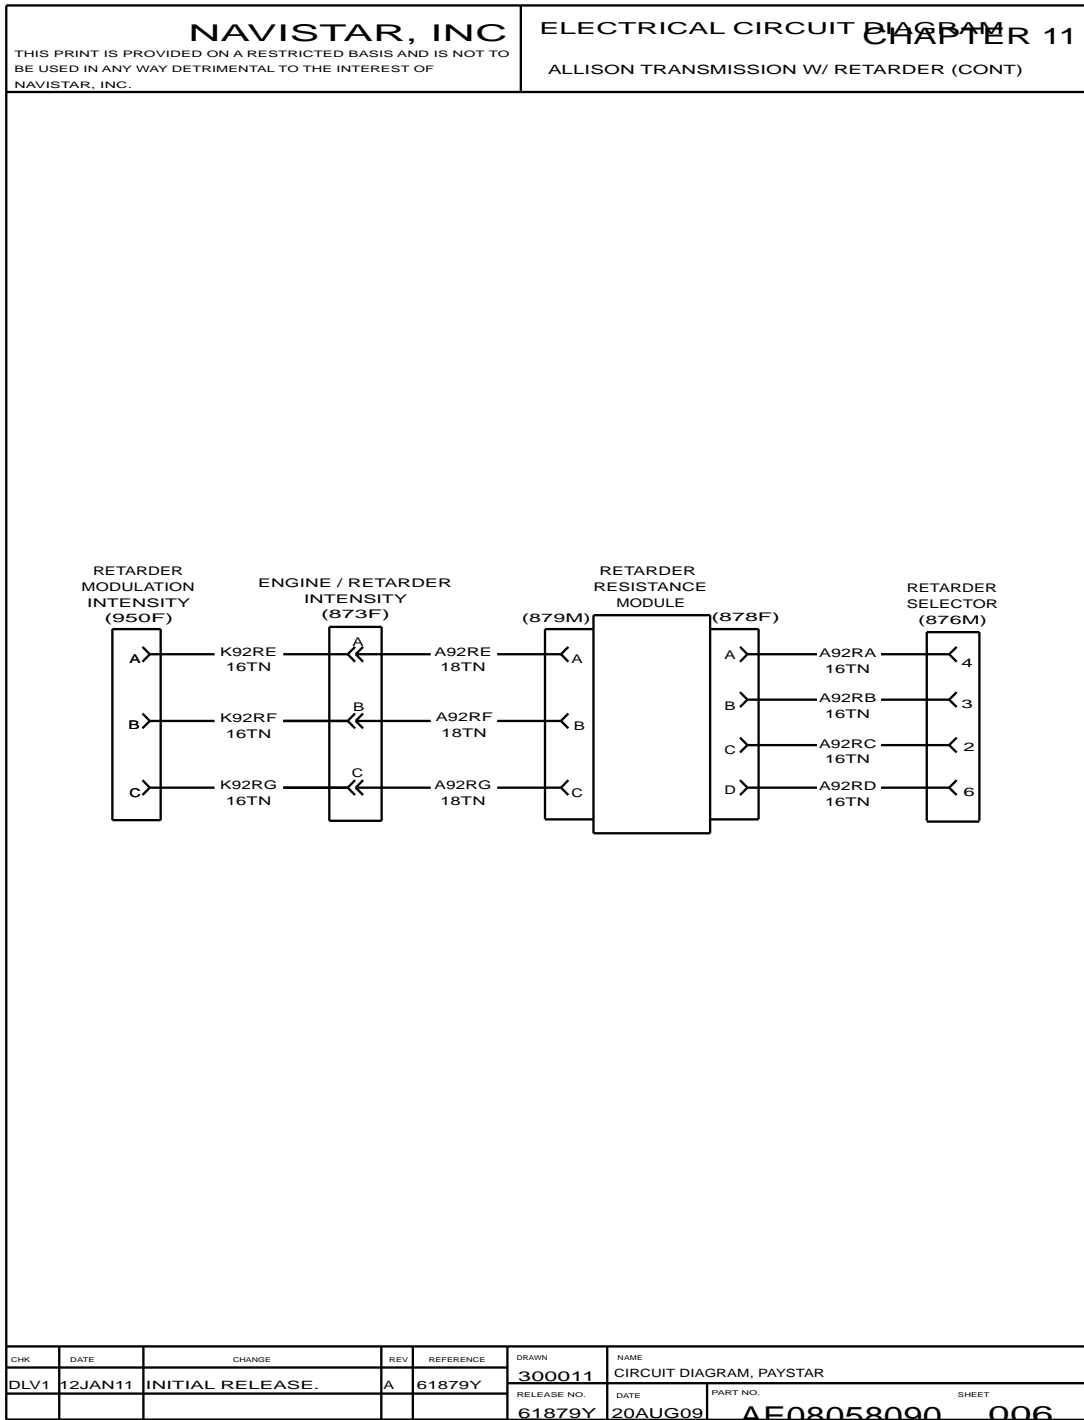 NAVISTAR, INC
THIS PRINT IS PROVIDED ON A RESTRICTED BASIS AND IS NOT TO
BE USED IN ANY WAY DETRIMENTAL TO THE INTEREST OF
NAVISTAR, INC.
ELECTRICAL CIRCUIT DIAGRAM
CHAPTER 11
ALLISON TRANSMISSION W/ RETARDER (CONT)
RETARDER
MODULATION
INTENSITY
(950F)
ENGINE / RETARDER
INTENSITY
(873F)
RETARDER
RESISTANCE
MODULE
(879M)
(878F)
RETARDER
SELECTOR
(876M)
A
K92RE
16TN
A
A92RE
18TN
A
B
K92RF
16TN
B
A92RF
18TN
B
C
K92RG
16TN
C
A92RG
18TN
C
A
A92RA
16TN
4
B
A92RB
16TN
3
C
A92RC
16TN
2
D
A92RD
16TN
6
CHK DATE CHANGE REV REFERENCE
DLV1 12JAN11 INITIAL RELEASE. A 61879Y
DRAWN
300011
NAME
CIRCUIT DIAGRAM, PAYSTAR
RELEASE NO.
61879Y
DATE
20AUG09
PART NO.
AE08058090
SHEET
006